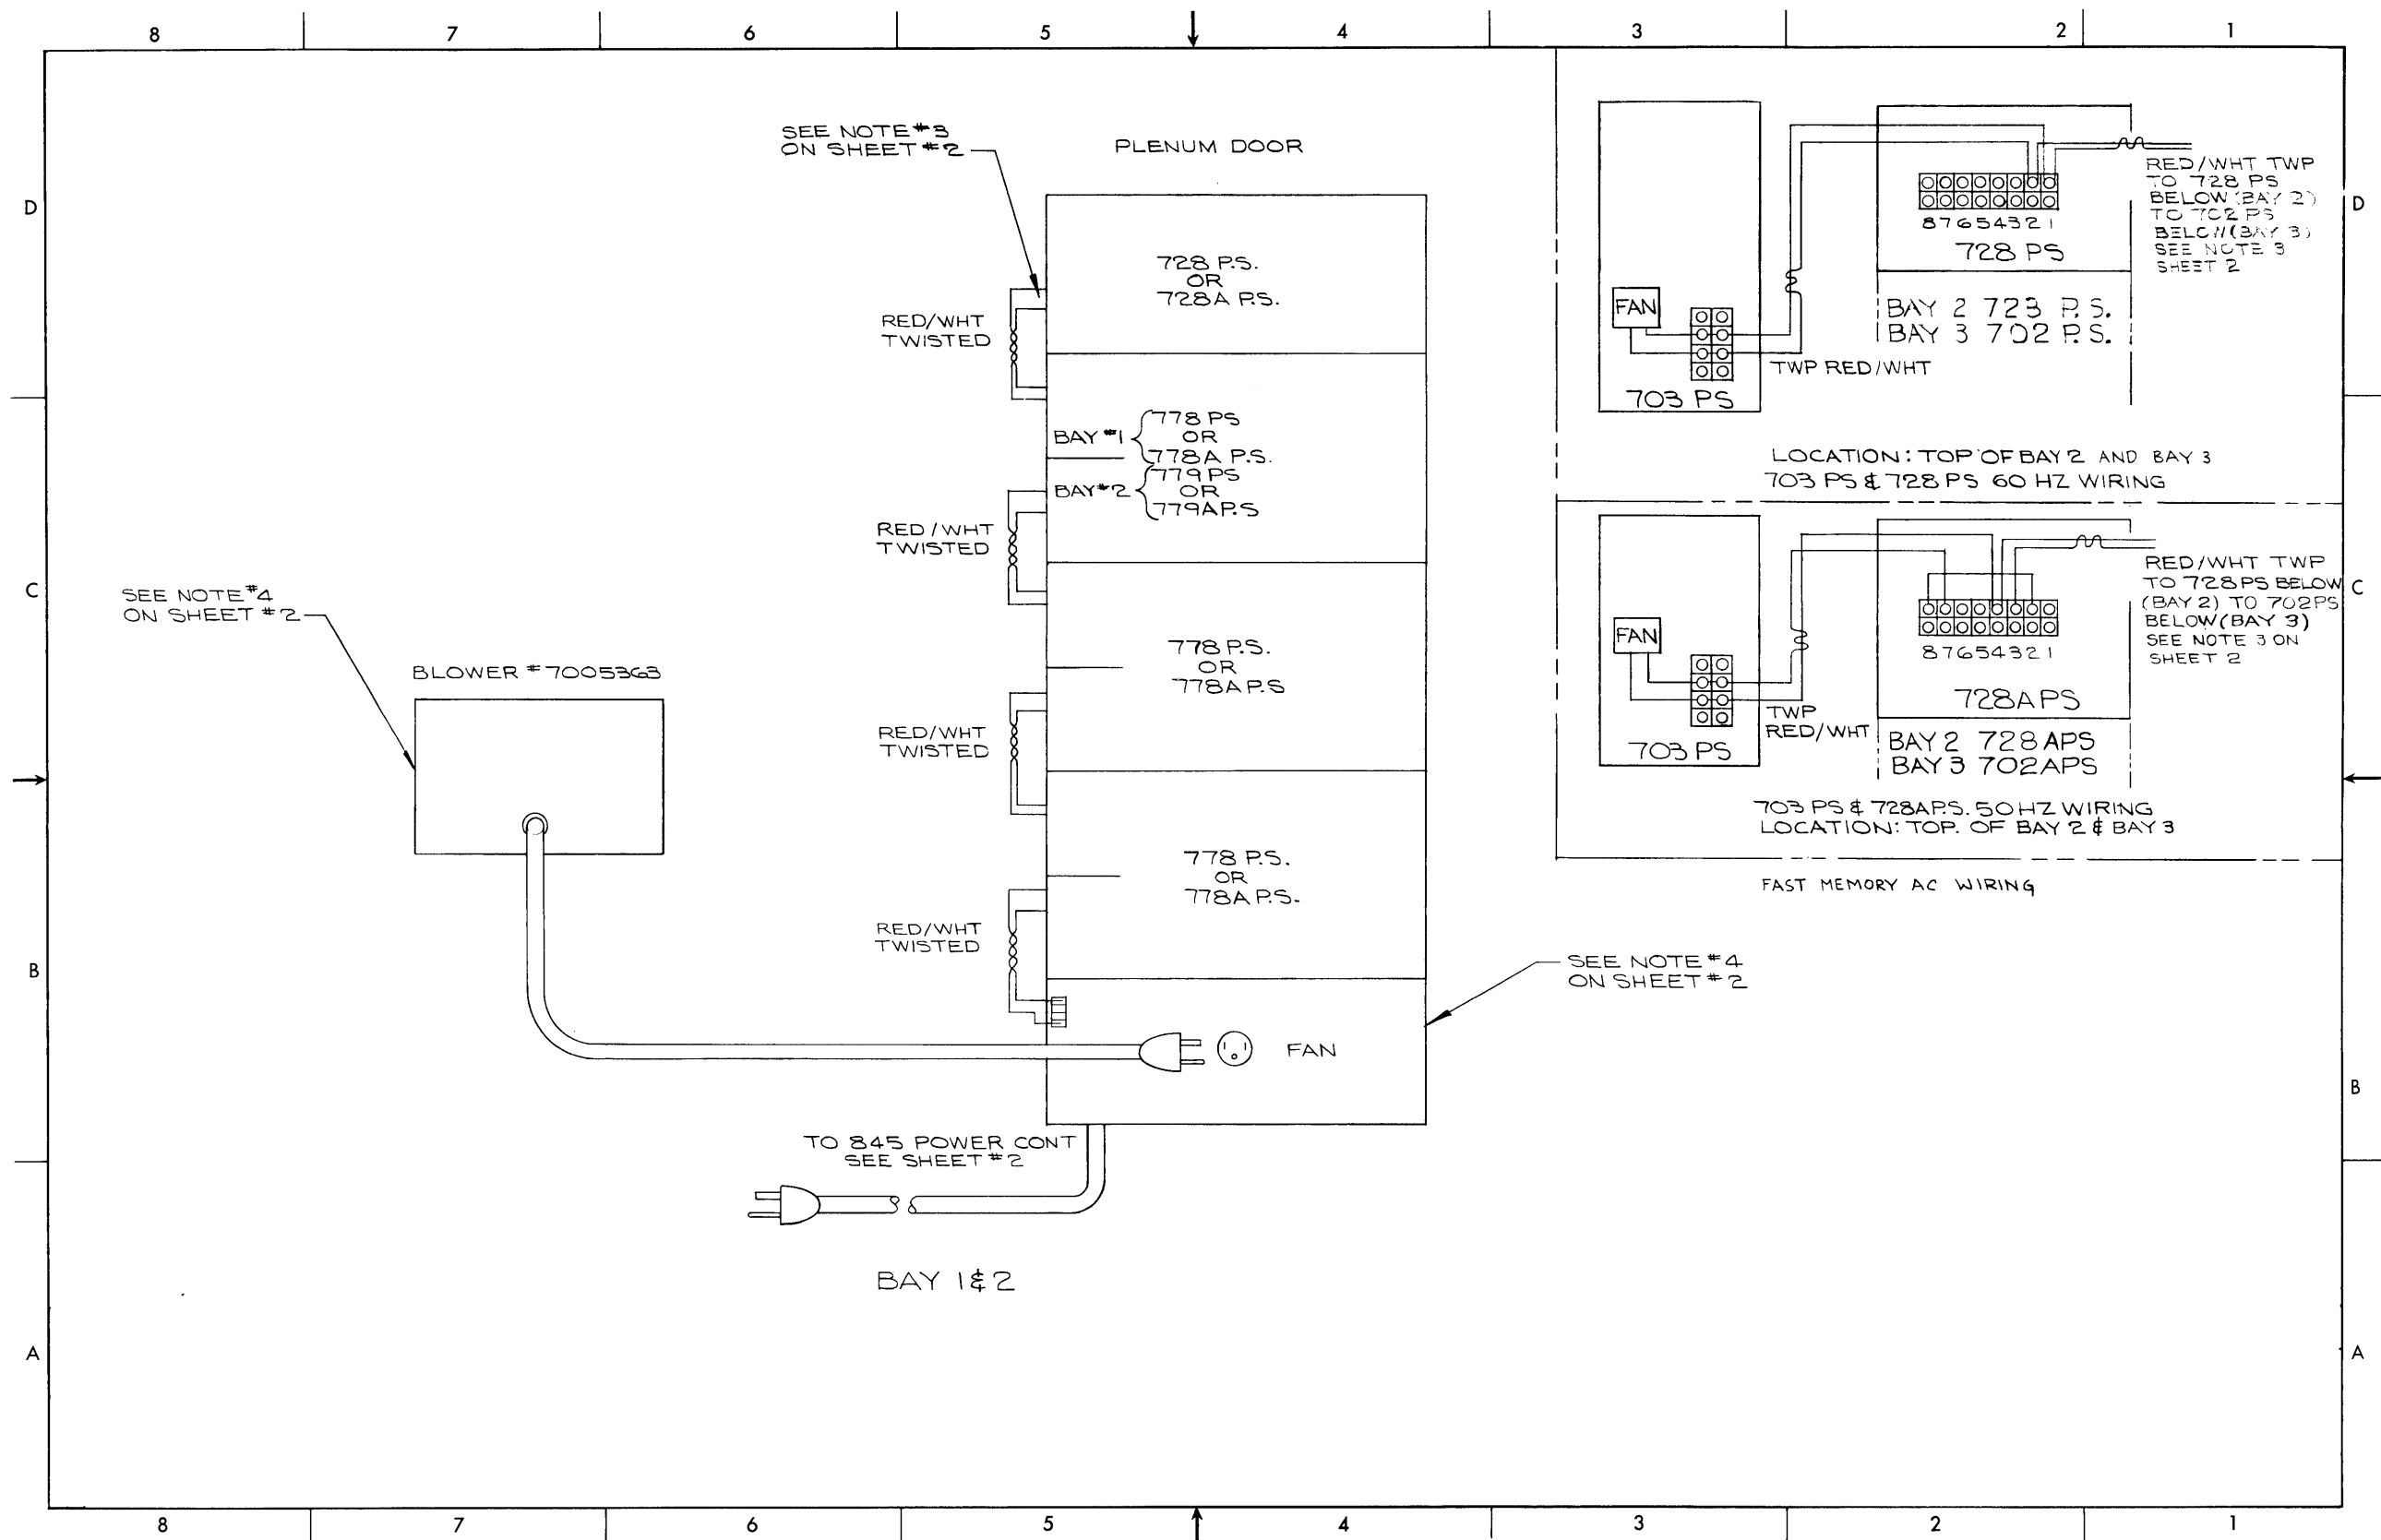 8 7 6 5 4 3 2 1
D
C
B
A
SEE NOTE #3
ON SHEET #2
PLENUM DOOR
728 P.S.
OR
728A P.S.
RED/WHT
TWISTED
BAY #1
778 PS
OR
778A P.S.
BAY #2
779 PS
OR
779A P.S
RED/WHT
TWISTED
778 P.S.
OR
778A P.S
RED/WHT
TWISTED
778 P.S.
OR
778A P.S.
RED/WHT
TWISTED
SEE NOTE #4
ON SHEET #2
BLOWER #7005363
FAN
SEE NOTE #4
ON SHEET #2
TO 845 POWER CONT
SEE SHEET #2
BAY 1 & 2
FAN
703 PS
TWP RED/WHT
87654321
728 PS
BAY 2 723 P.S.
BAY 3 702 P.S.
RED/WHT TWP
TO 728 PS
BELOW (BAY 2)
TO 702 PS
BELOW (BAY 3)
SEE NOTE 3
SHEET 2
LOCATION: TOP OF BAY 2 AND BAY 3
703 PS & 728 PS 60 HZ WIRING
FAN
703 PS
TWP
RED/WHT
87654321
728A PS
BAY 2 728 APS
BAY 3 702APS
RED/WHT TWP
TO 728PS BELOW
(BAY 2) TO 702PS
BELOW (BAY 3)
SEE NOTE 3 ON
SHEET 2
703 PS & 728A P.S. 50 HZ WIRING
LOCATION: TOP. OF BAY 2 & BAY 3
FAST MEMORY AC WIRING
D
C
B
A
8 7 6 5 4 3 2 1